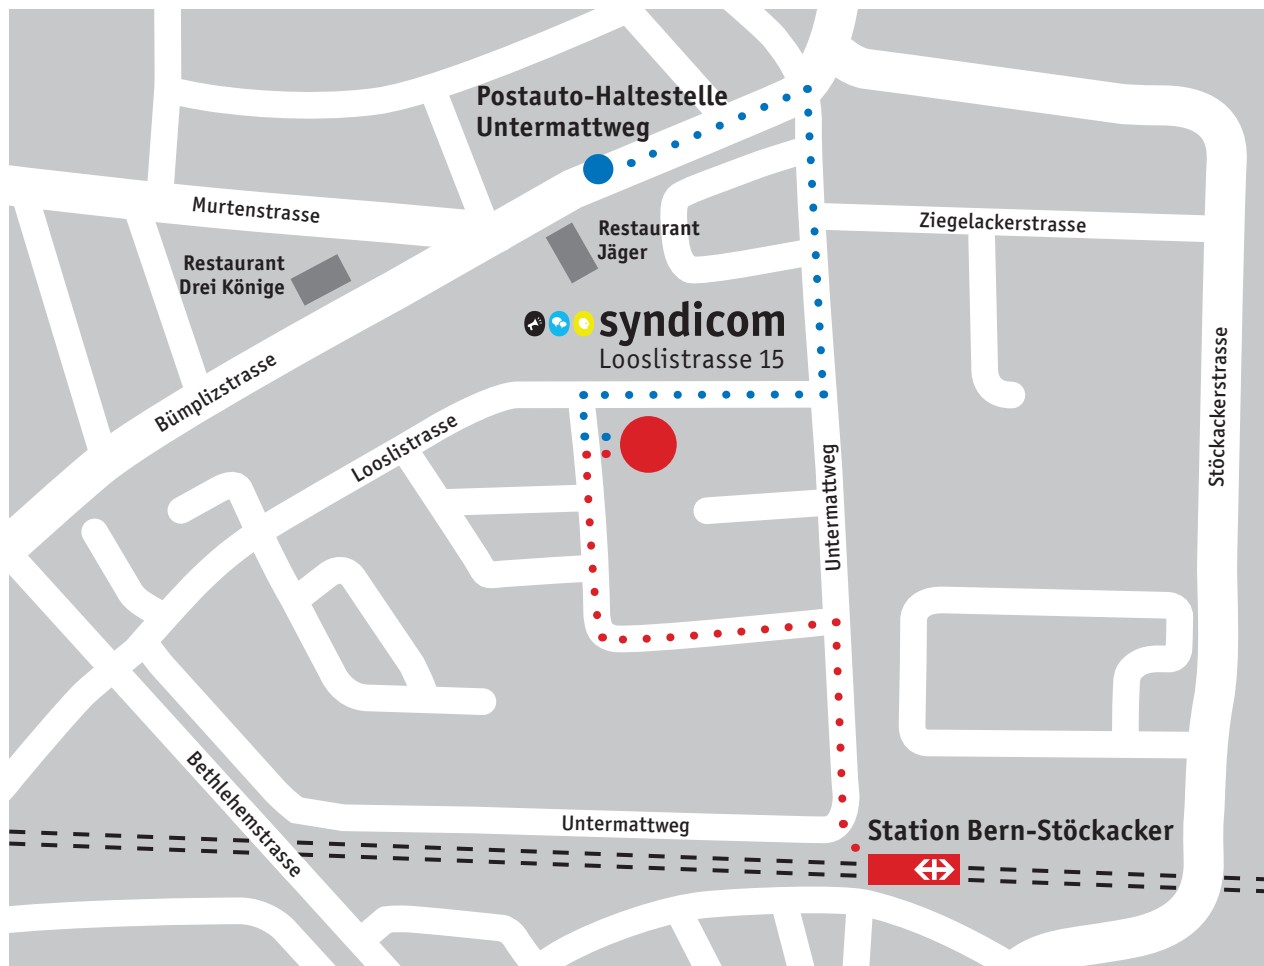 Postauto-Haltestelle
Untermattweg
Murtenstrasse
Ziegelackerstrasse
Restaurant
Jäger
Restaurant
Drei Könige
syndicom
Looslistrasse 15
Bümplizstrasse
Looslistrasse
Stöckackerstrasse
Untermattweg
Bethlehemstrasse
Untermattweg
Station Bern-Stöckacker